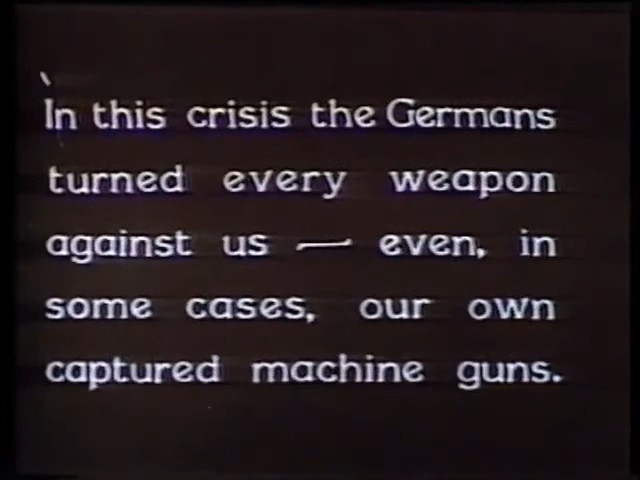 In this crisis the Germans
turned every weapon
against us — even, in
some cases, our own
captured machine guns.